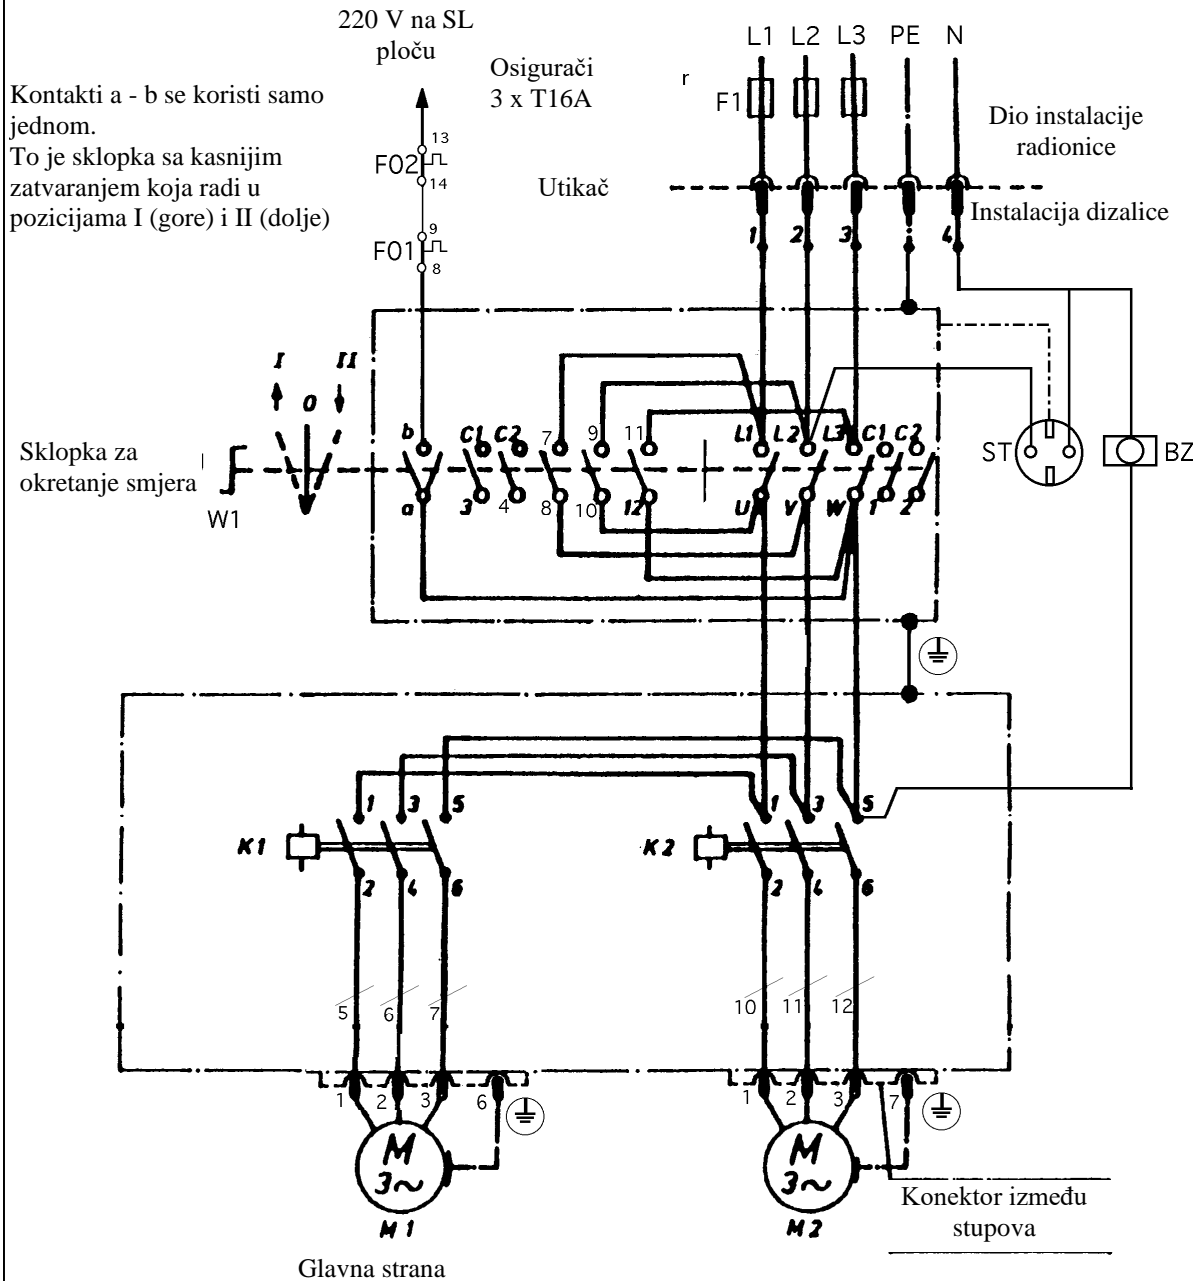 220 V na SL
ploču
Osigurači
3 x T16A
L1 L2 L3 PE N
r
F1
Kontakti a - b se koristi samo
jednom.
To je sklopka sa kasnijim
zatvaranjem koja radi u
pozicijama I (gore) i II (dolje)
Dio instalacije
radionice
13
F02
14
Utikač
Instalacija dizalice
9
F01
8
1 2 3 4
I II
0
b C1 C2 7 9 11 L1 L2 L3 C1 C2
Sklopka za
okretanje smjera
W1
ST
BZ
a 3 4 8 10 12 U V W 1 2
1 3 5
1 3 5
K1
K2
2 4 6
2 4 6
5 6 7
10 11 12
1 2 3 6
1 2 3 7
M
3~
M
3~
M1
M2
Konektor između
stupova
Glavna strana